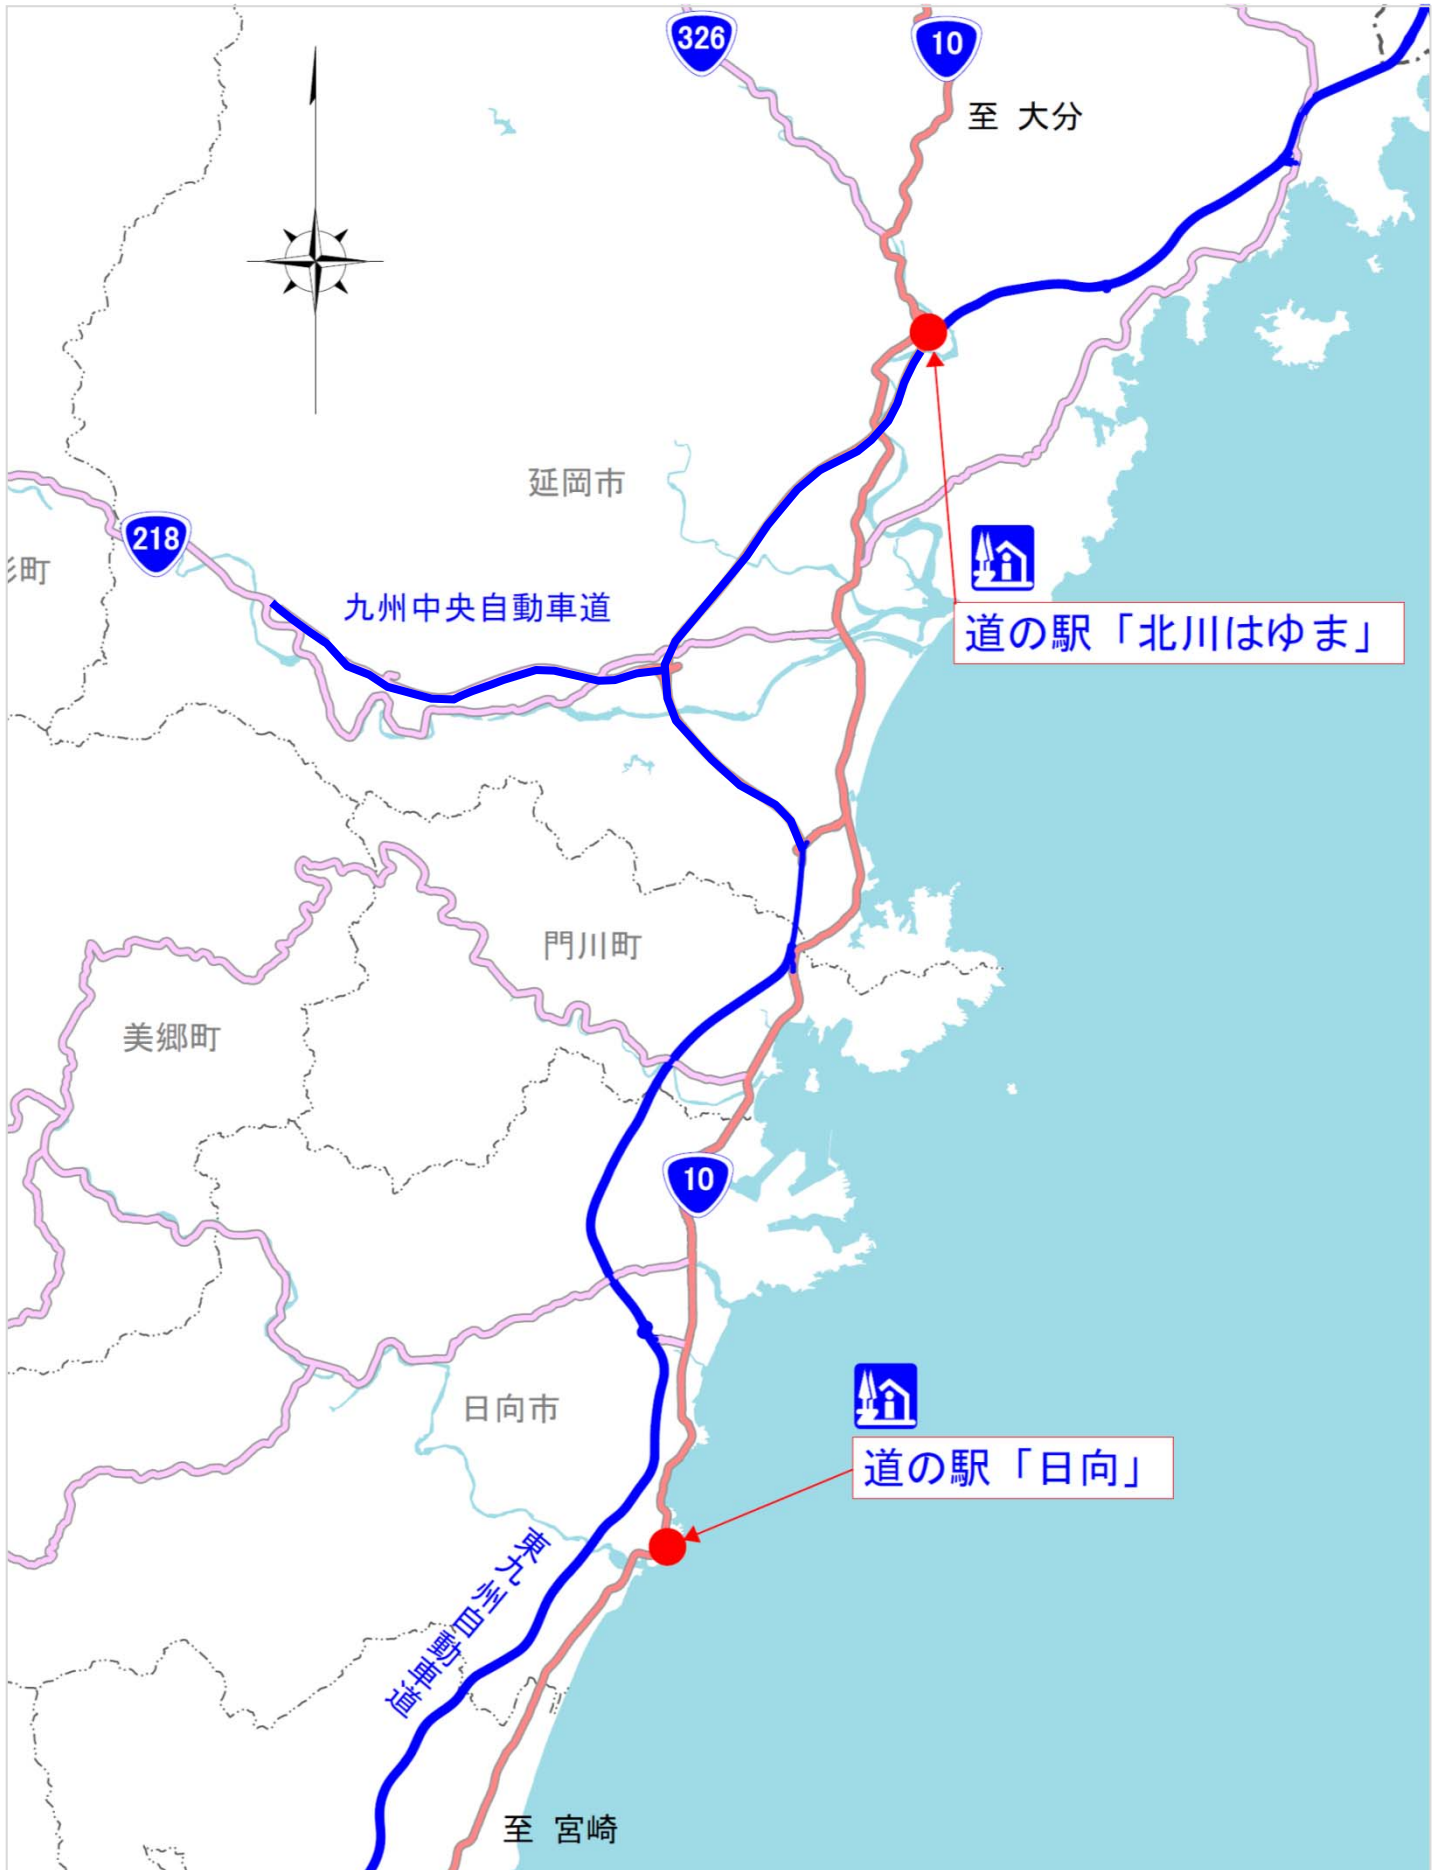 326
10
至 大分
延岡市
218
町
九州中央自動車道
道の駅「北川はゆま」
門川町
美郷町
10
日向市
道の駅「日向」
東九州自動車道
至 宮崎